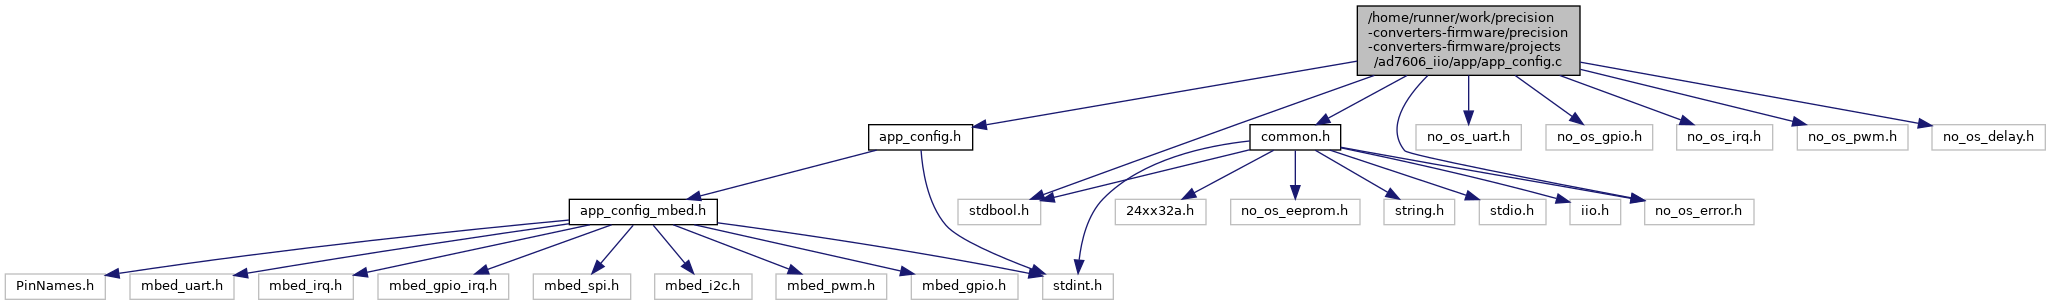 /home/runner/work/precision
-converters-firmware/precision
-converters-firmware/projects
/ad7606_iio/app/app_config.c
app_config.h
common.h
no_os_uart.h
no_os_gpio.h
no_os_irq.h
no_os_pwm.h
no_os_delay.h
app_config_mbed.h
stdbool.h
24xx32a.h
no_os_eeprom.h
string.h
stdio.h
iio.h
no_os_error.h
PinNames.h
mbed_uart.h
mbed_irq.h
mbed_gpio_irq.h
mbed_spi.h
mbed_i2c.h
mbed_pwm.h
mbed_gpio.h
stdint.h